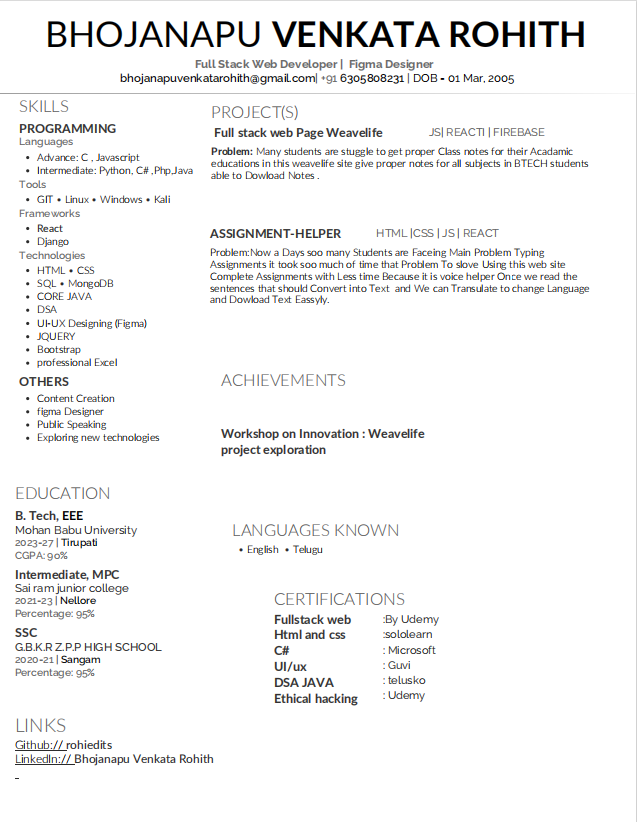 BHOJANAPU VENKATA ROHITH
Full Stack Web Developer | Figma Designer
bhojanapuvenkatarohith@gmail.com| +91 6305808231 | DOB - 01 Mar, 2005
SKILLS
PROGRAMMING
Languages
• Advance: C , Javascript
• Intermediate: Python, C# ,Php,Java
Tools
• GIT • Linux • Windows • Kali
Frameworks
• React
• Django
Technologies
• HTML • CSS
• SQL • MongoDB
• CORE JAVA
• DSA
• UI•UX Designing (Figma)
• JQUERY
• Bootstrap
• professional Excel
OTHERS
• Content Creation
• figma Designer
• Public Speaking
• Exploring new technologies
EDUCATION
B. Tech, EEE
Mohan Babu University
2023-27 | Tirupati
CGPA: 90%
Intermediate, MPC
Sai ram junior college
2021-23 | Nellore
Percentage: 95%
SSC
G.B.K.R Z.P.P HIGH SCHOOL
2020-21 | Sangam
Percentage: 95%
LINKS
Github:// rohiedits
LinkedIn:// Bhojanapu Venkata Rohith
PROJECT(S)
Full stack web Page Weavelife JS| REACTI | FIREBASE
Problem: Many students are stuggle to get proper Class notes for their Acadamic
educations in this weavelife site give proper notes for all subjects in BTECH students
able to Dowload Notes .
ASSIGNMENT-HELPER HTML |CSS | JS | REACT
Problem:Now a Days soo many Students are Faceing Main Problem Typing
Assignments it took soo much of time that Problem To slove Using this web site
Complete Assignments with Less time Because it is voice helper Once we read the
sentences that should Convert into Text and We can Transulate to change Language
and Dowload Text Eassyly.
ACHIEVEMENTS
Workshop on Innovation : Weavelife
project exploration
LANGUAGES KNOWN
• English • Telugu
CERTIFICATIONS
Fullstack web :By Udemy
Html and css :sololearn
C# : Microsoft
UI/ux : Guvi
DSA JAVA : telusko
Ethical hacking : Udemy